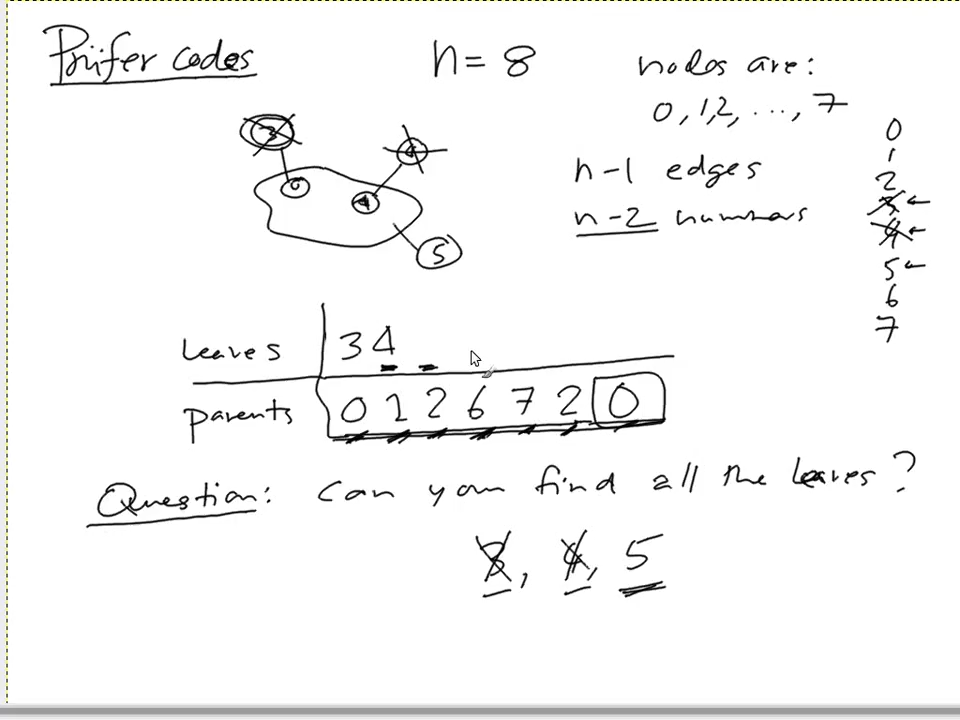 Prüfer codes n = 8 nodes are:
0, 1, 2, ..., 7
n-1 edges
n-2 numbers
0
1
2
3 ←
4 ←
5 ←
6
7
3
4
0
5
leaves 3 4
parents 0 1 2 6 7 2 0
Question: Can you find all the leaves?
3, 4, 5